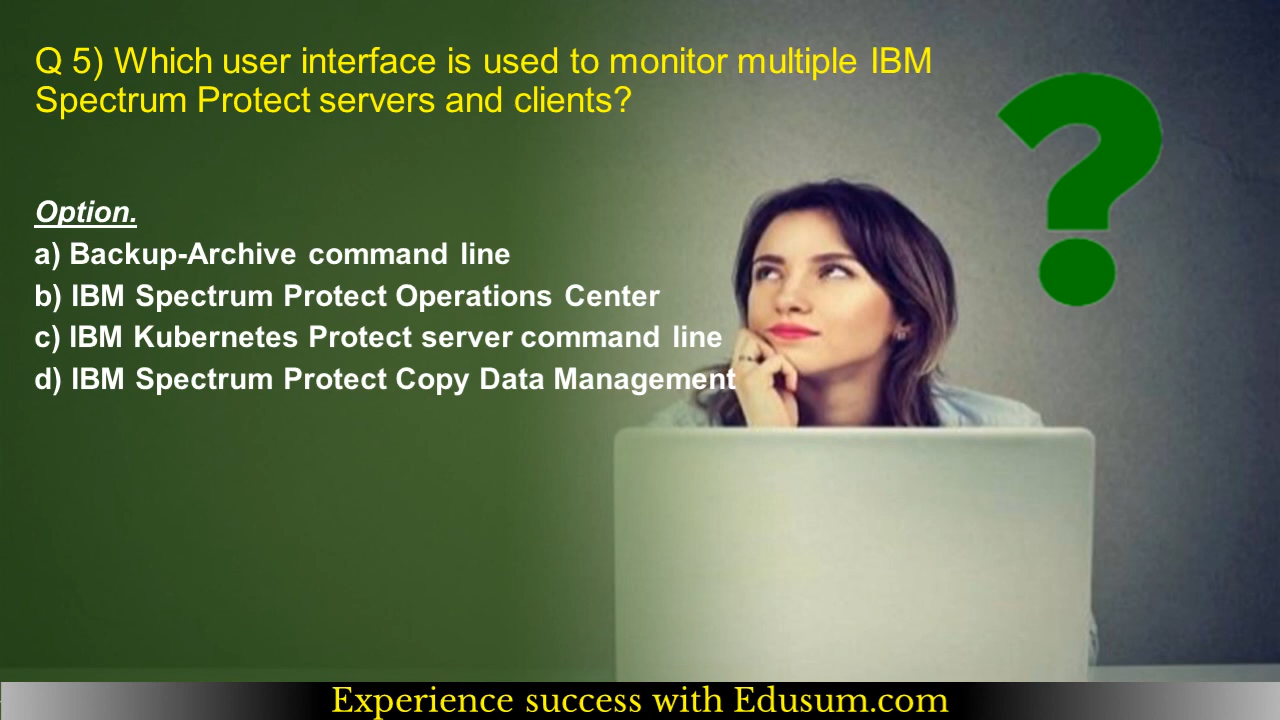 Q 5) Which user interface is used to monitor multiple IBM
Spectrum Protect servers and clients?
Option.
a) Backup-Archive command line
b) IBM Spectrum Protect Operations Center
c) IBM Kubernetes Protect server command line
d) IBM Spectrum Protect Copy Data Management
Experience success with Edusum.com